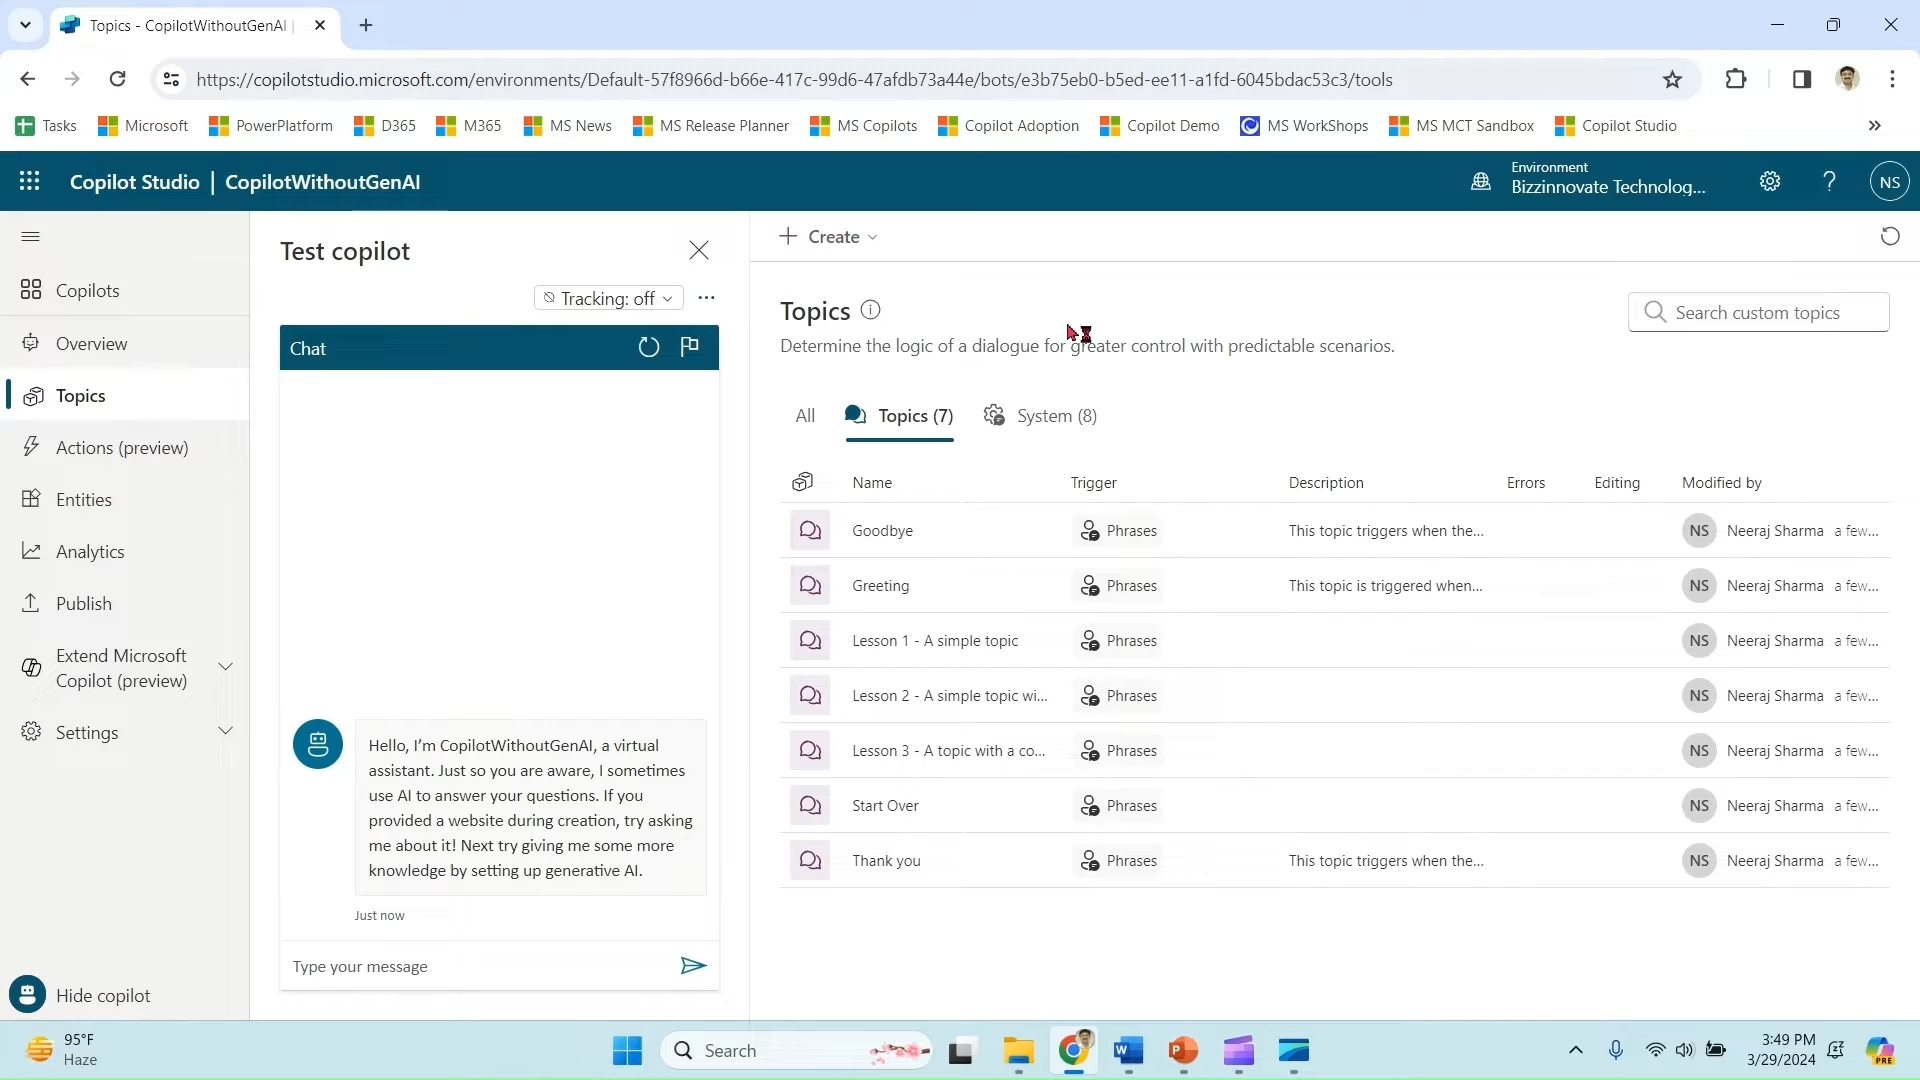 Topics - CopilotWithoutGenAI |
https://copilotstudio.microsoft.com/environments/Default-57f8966d-b66e-417c-99d6-47afdb73a44e/bots/e3b75eb0-b5ed-ee11-a1fd-6045bdac53c3/tools
Tasks Microsoft PowerPlatform D365 M365 MS News MS Release Planner MS Copilots Copilot Adoption Copilot Demo MS WorkShops MS MCT Sandbox Copilot Studio »
Copilot Studio | CopilotWithoutGenAI
Environment
Bizzinnovate Technolog...
NS
Copilots
Overview
Topics
Actions (preview)
Entities
Analytics
Publish
Extend Microsoft
Copilot (preview)
Settings
Hide copilot
Test copilot
Tracking: off
Chat
Hello, I’m CopilotWithoutGenAI, a virtual
assistant. Just so you are aware, I sometimes
use AI to answer your questions. If you
provided a website during creation, try asking
me about it! Next try giving me some more
knowledge by setting up generative AI.
Just now
Type your message
+ Create
Topics
Search custom topics
Determine the logic of a dialogue for greater control with predictable scenarios.
All Topics (7) System (8)
Name Trigger Description Errors Editing Modified by
Goodbye Phrases This topic triggers when the... NS Neeraj Sharma a few...
Greeting Phrases This topic is triggered when... NS Neeraj Sharma a few...
Lesson 1 - A simple topic Phrases NS Neeraj Sharma a few...
Lesson 2 - A simple topic wi... Phrases NS Neeraj Sharma a few...
Lesson 3 - A topic with a co... Phrases NS Neeraj Sharma a few...
Start Over Phrases NS Neeraj Sharma a few...
Thank you Phrases This topic triggers when the... NS Neeraj Sharma a few...
95°F
Haze
Search
W
P
3:49 PM
3/29/2024
PRE